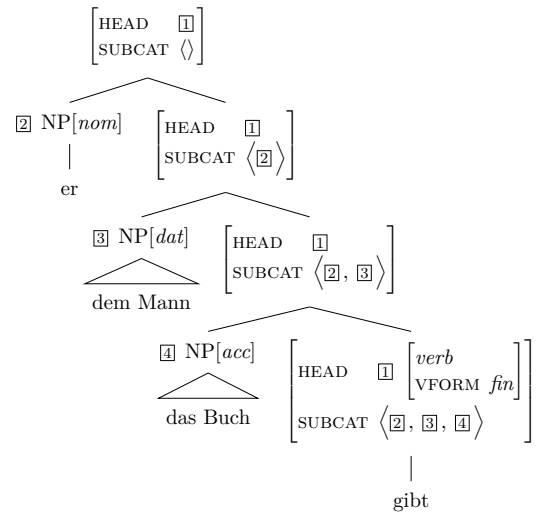 HEAD 1
SUBCAT ⟨⟩
2 NP[nom]
HEAD 1
SUBCAT ⟨2⟩
er
3 NP[dat]
HEAD 1
SUBCAT ⟨2, 3⟩
dem Mann
4 NP[acc]
HEAD 1 [verb
VFORM fin]
SUBCAT ⟨2, 3, 4⟩
das Buch
gibt